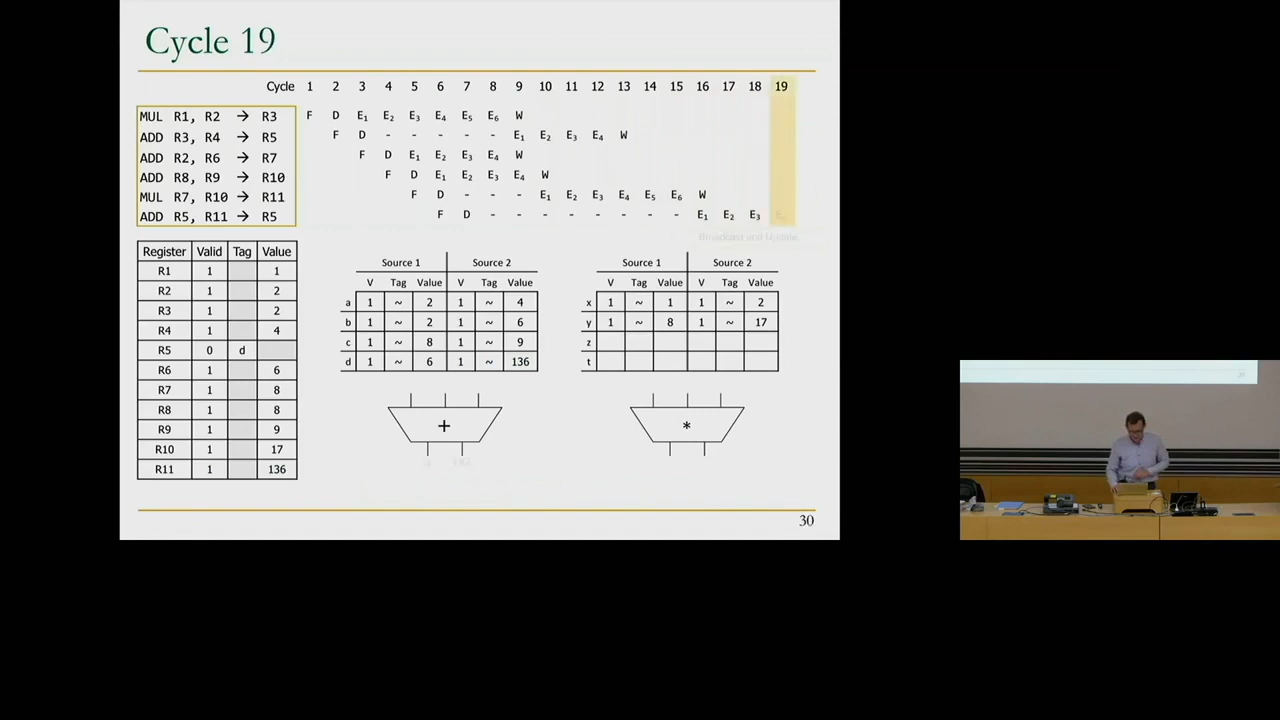 Cycle 19
Cycle 1 2 3 4 5 6 7 8 9 10 11 12 13 14 15 16 17 18 19
MUL R1, R2 → R3 F D E1 E2 E3 E4 E5 E6 W
ADD R3, R4 → R5 F D - - - - - E1 E2 E3 E4 W
ADD R2, R6 → R7 F D E1 E2 E3 E4 W
ADD R8, R9 → R10 F D E1 E2 E3 E4 W
MUL R7, R10 → R11 F D - - - E1 E2 E3 E4 E5 E6 W
ADD R5, R11 → R5 F D - - - - - - - - E1 E2 E3 E4
Broadcast and Update
Register Valid Tag Value
R1 1 1
R2 1 2
R3 1 2
R4 1 4
R5 0 d
R6 1 6
R7 1 8
R8 1 8
R9 1 9
R10 1 17
R11 1 136
Source 1 Source 2
V Tag Value V Tag Value
a 1 ~ 2 1 ~ 4
b 1 ~ 2 1 ~ 6
c 1 ~ 8 1 ~ 9
d 1 ~ 6 1 ~ 136
+
Source 1 Source 2
V Tag Value V Tag Value
x 1 ~ 1 1 ~ 2
y 1 ~ 8 1 ~ 17
z
t
*
30